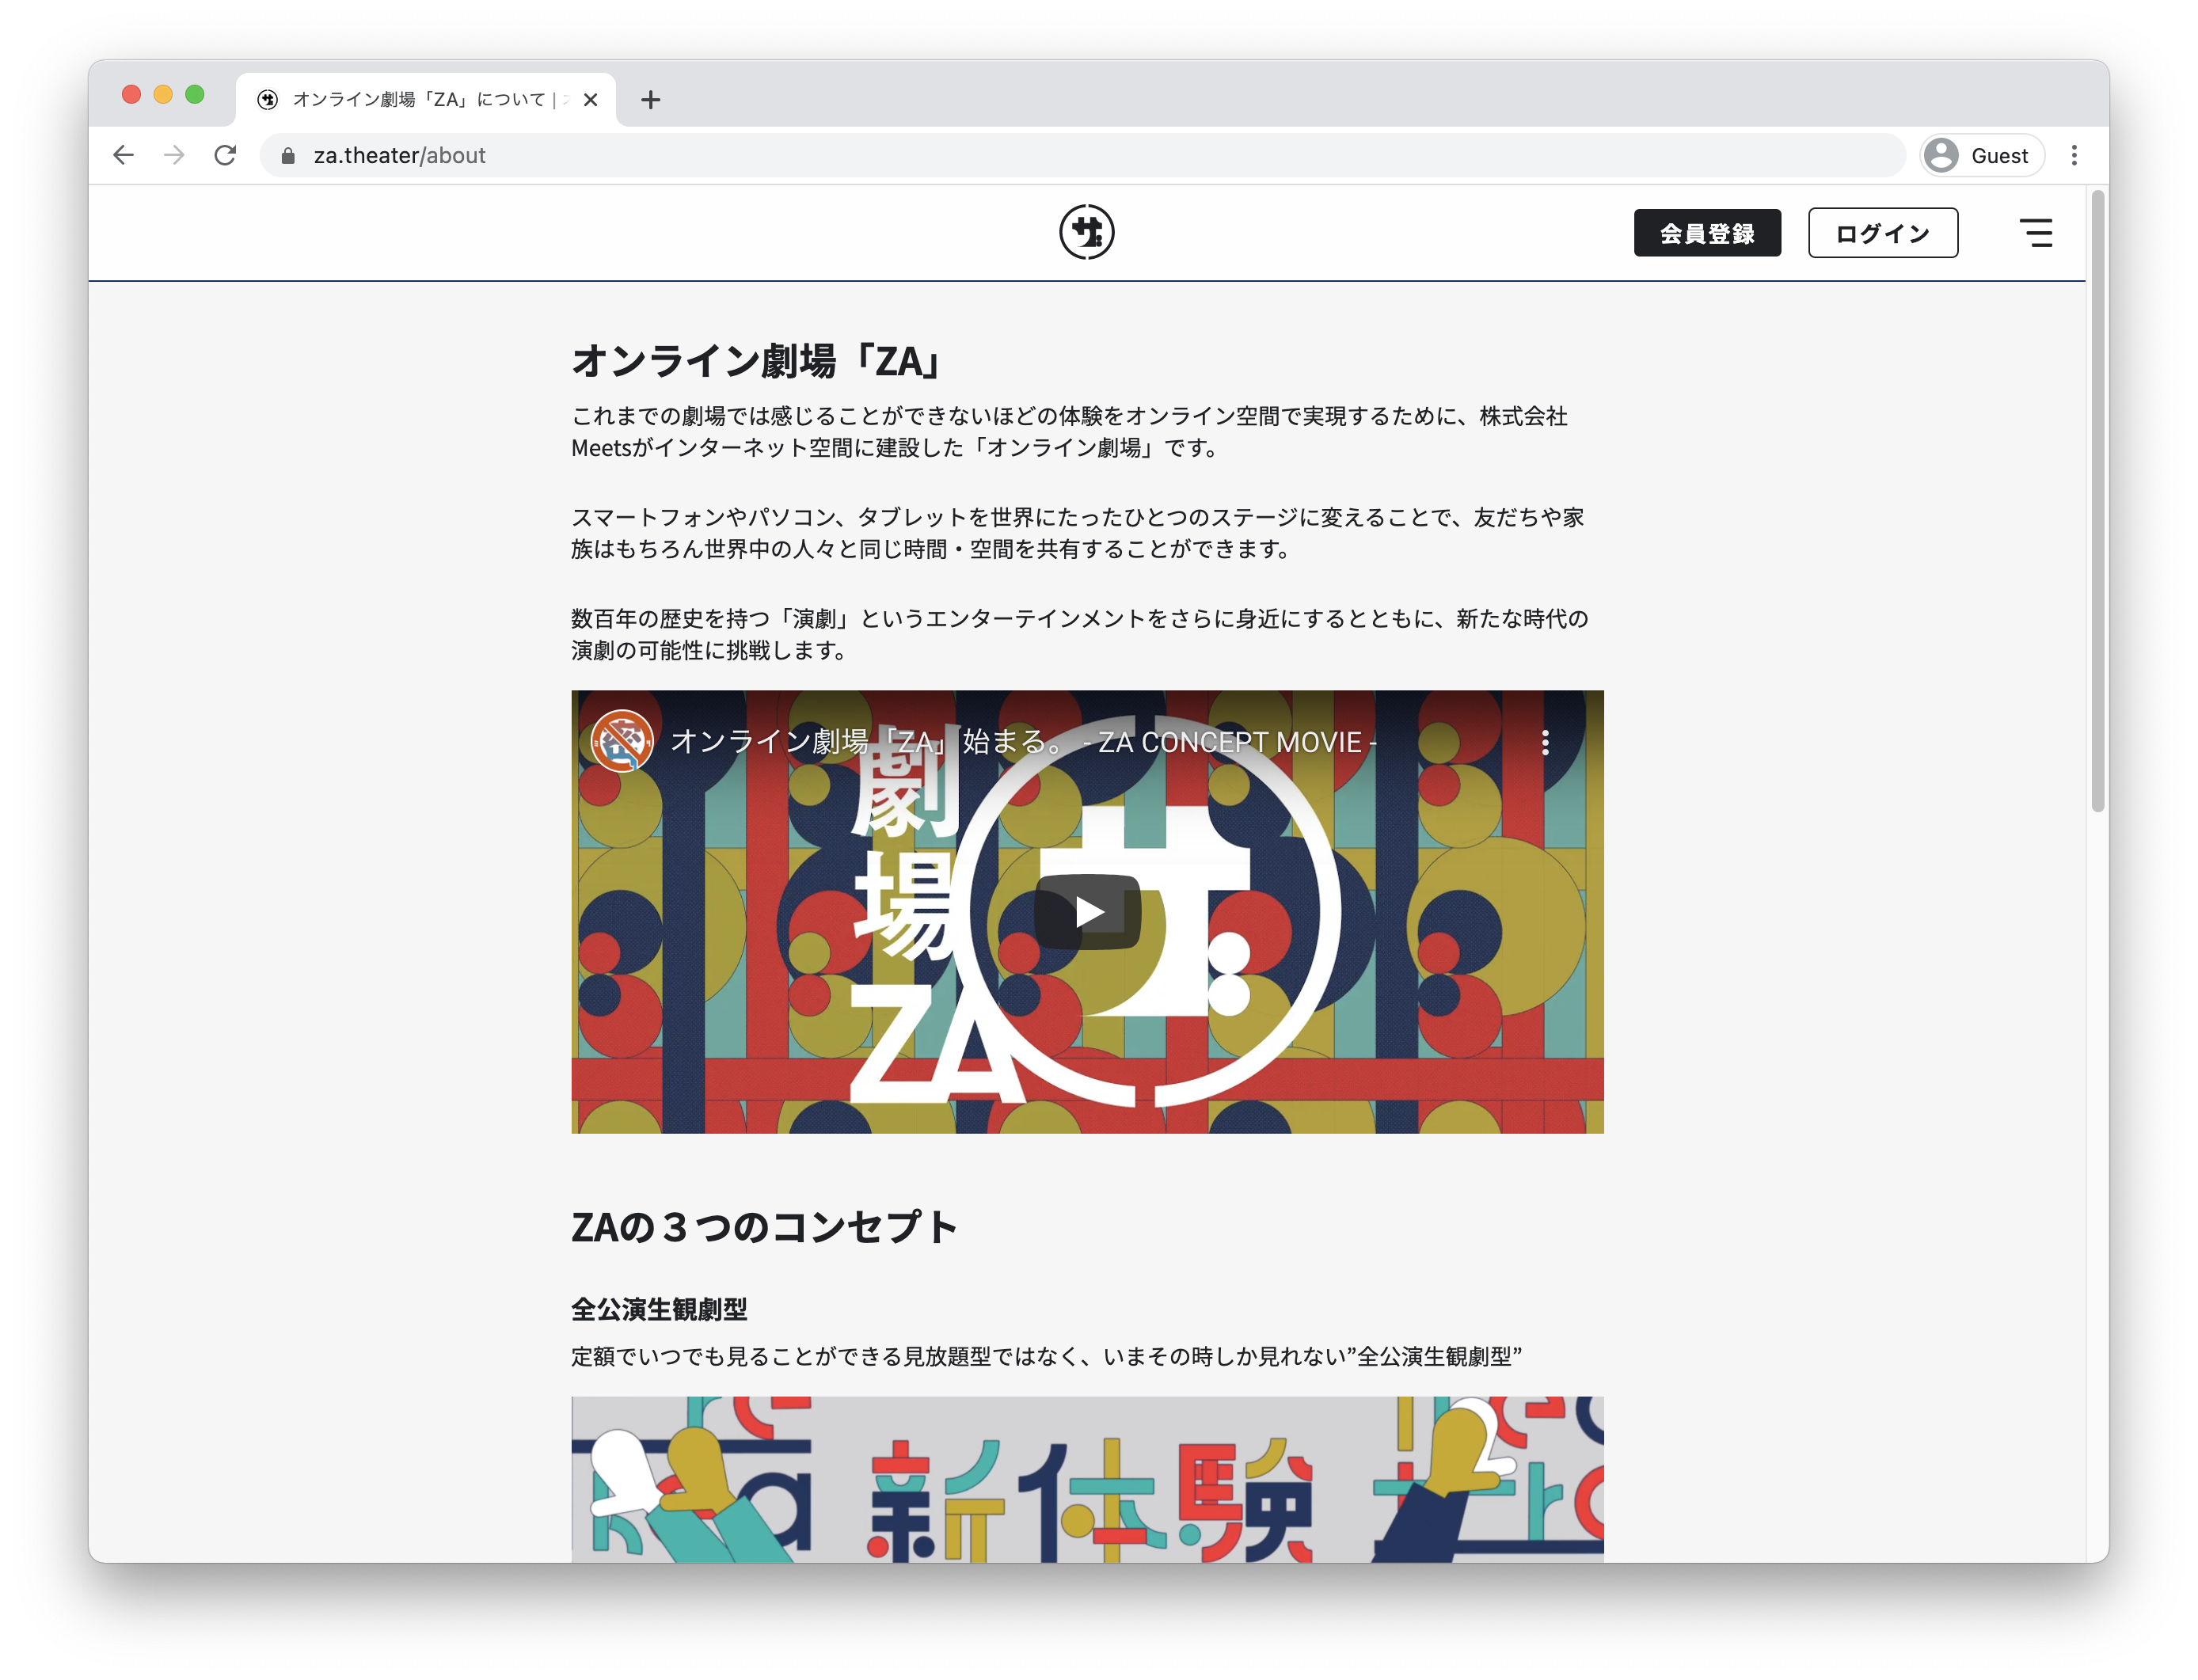 オンライン劇場「ZA」について |
za.theater/about
Guest
ザ
会員登録
ログイン
オンライン劇場「ZA」
これまでの劇場では感じることができないほどの体験をオンライン空間で実現するために、株式会社
Meetsがインターネット空間に建設した「オンライン劇場」です。
スマートフォンやパソコン、タブレットを世界にたったひとつのステージに変えることで、友だちや家
族はもちろん世界中の人々と同じ時間・空間を共有することができます。
数百年の歴史を持つ「演劇」というエンターテインメントをさらに身近にするとともに、新たな時代の
演劇の可能性に挑戦します。
オンライン劇場「ZA」始まる。 - ZA CONCEPT MOVIE -
劇場ZA
ザ
ZAの３つのコンセプト
全公演生観劇型
定額でいつでも見ることができる見放題型ではなく、いまその時しか見れない”全公演生観劇型”
新体験